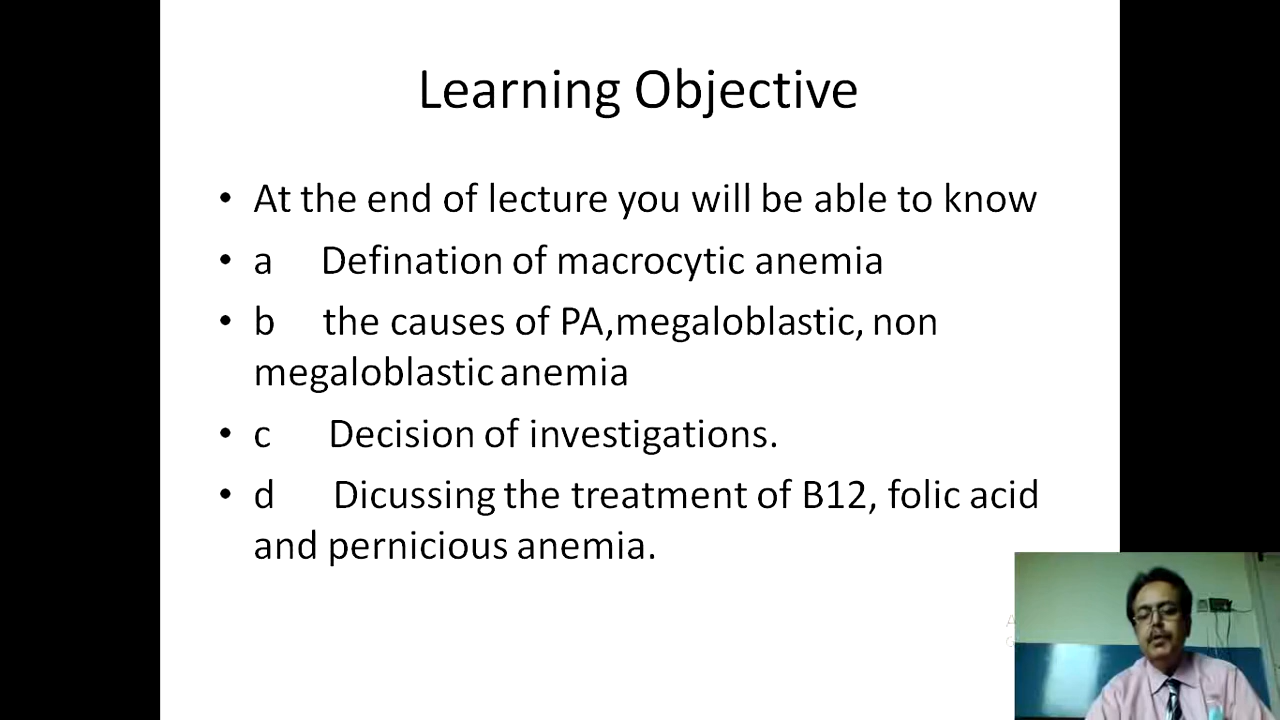 Learning Objective
• At the end of lecture you will be able to know
• a Defination of macrocytic anemia
• b the causes of PA,megaloblastic, non
megaloblastic anemia
• c Decision of investigations.
• d Dicussing the treatment of B12, folic acid
and pernicious anemia.